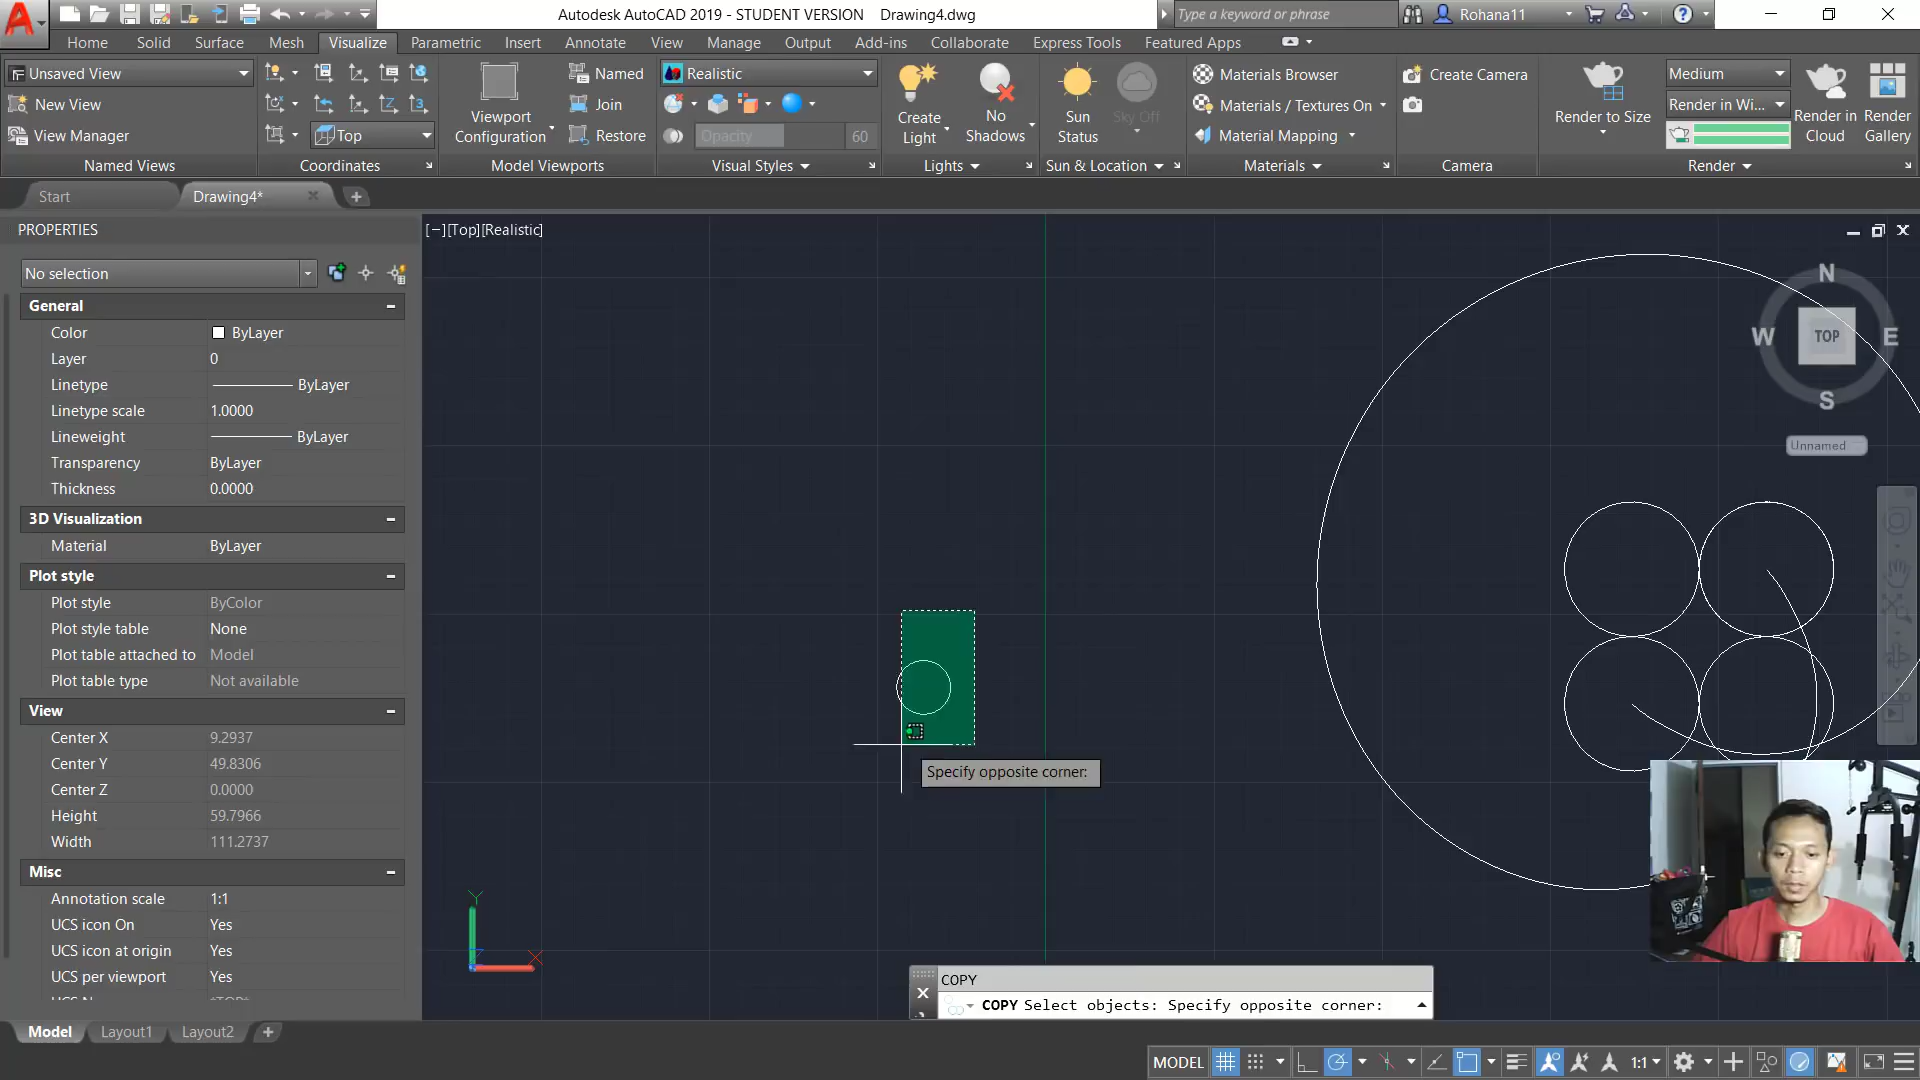 Autodesk AutoCAD 2019 - STUDENT VERSION Drawing4.dwg
Type a keyword or phrase
Rohana11
Home Solid Surface Mesh Visualize Parametric Insert Annotate View Manage Output Add-ins Collaborate Express Tools Featured Apps
Unsaved View
New View
View Manager
Named Views
Top
Coordinates
Viewport
Configuration
Named
Join
Restore
Model Viewports
Realistic
Opacity 60
Visual Styles
Create
Light
No
Shadows
Lights
Sun
Status
Sky Off
Sun & Location
Materials Browser
Materials / Textures On
Material Mapping
Materials
Create Camera
Camera
Render to Size
Medium
Render in Wi...
Render in
Cloud
Render
Gallery
Render
Start
Drawing4*
PROPERTIES
[−][Top][Realistic]
No selection
General
Color ByLayer
Layer 0
Linetype ByLayer
Linetype scale 1.0000
Lineweight ByLayer
Transparency ByLayer
Thickness 0.0000
3D Visualization
Material ByLayer
Plot style
Plot style ByColor
Plot style table None
Plot table attached to Model
Plot table type Not available
View
Center X 9.2937
Center Y 49.8306
Center Z 0.0000
Height 59.7966
Width 111.2737
Misc
Annotation scale 1:1
UCS icon On Yes
UCS icon at origin Yes
UCS per viewport Yes
N
W TOP E
S
Unnamed
Specify opposite corner:
Y
X
COPY
COPY Select objects: Specify opposite corner:
Model Layout1 Layout2
MODEL 1:1